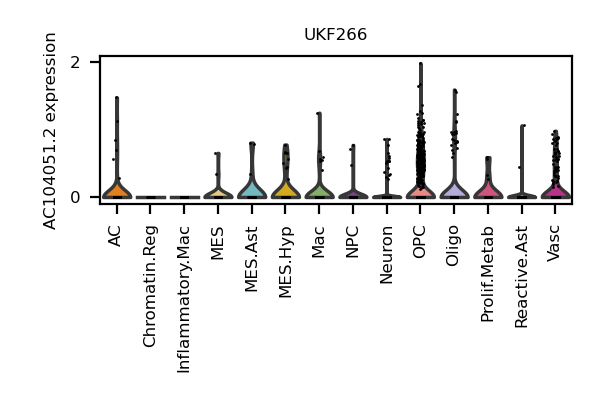 UKF266
AC104051.2 expression
2
0
AC
Chromatin.Reg
Inflammatory.Mac
MES
MES.Ast
MES.Hyp
Mac
NPC
Neuron
OPC
Oligo
Prolif.Metab
Reactive.Ast
Vasc